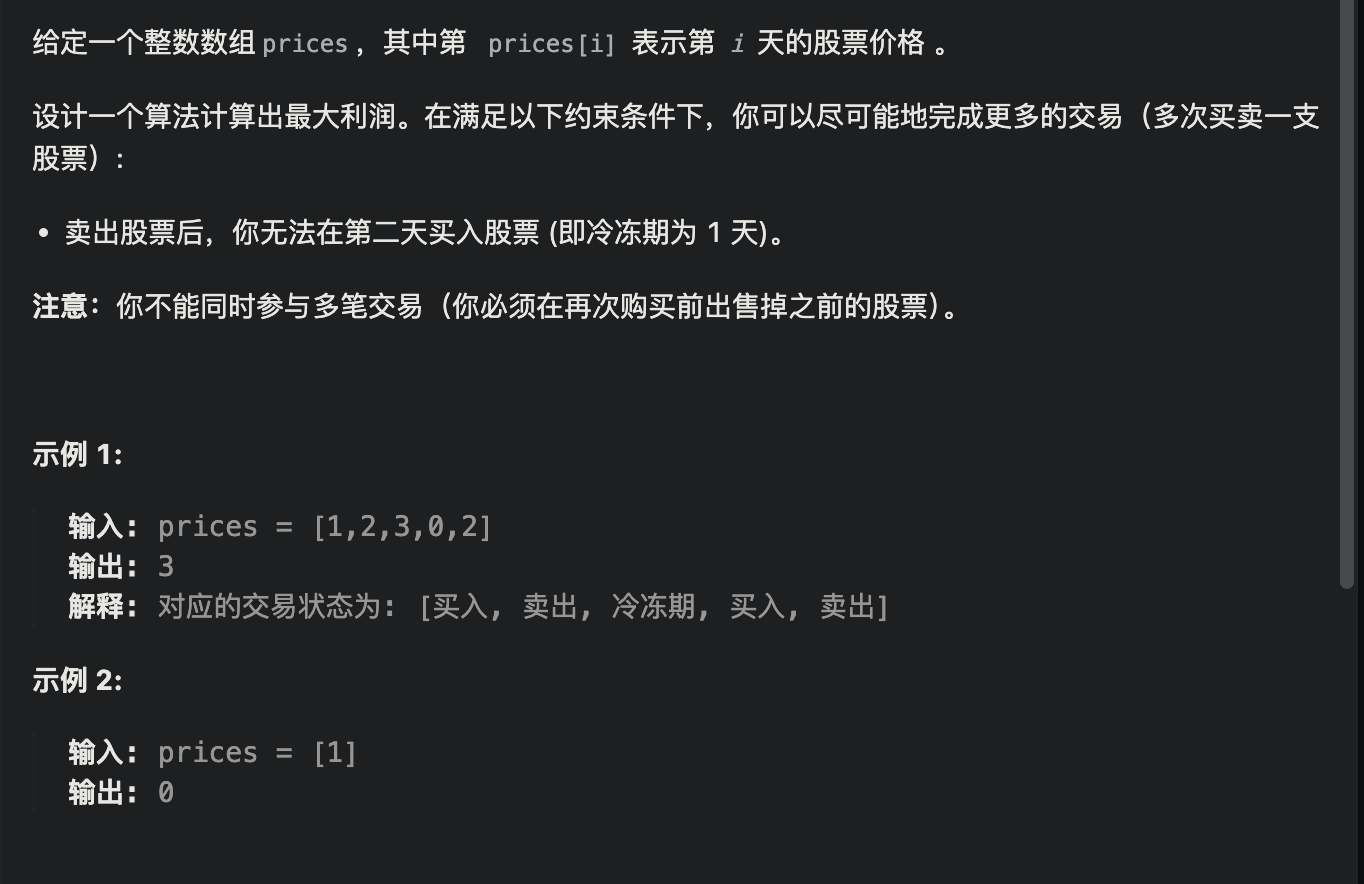 给定一个整数数组prices，其中第 prices[i] 表示第 i 天的股票价格 。
设计一个算法计算出最大利润。在满足以下约束条件下，你可以尽可能地完成更多的交易（多次买卖一支
股票）:
• 卖出股票后，你无法在第二天买入股票 (即冷冻期为 1 天)。
注意：你不能同时参与多笔交易（你必须在再次购买前出售掉之前的股票）。
示例 1:
输入: prices = [1,2,3,0,2]
输出: 3
解释: 对应的交易状态为: [买入, 卖出, 冷冻期, 买入, 卖出]
示例 2:
输入: prices = [1]
输出: 0